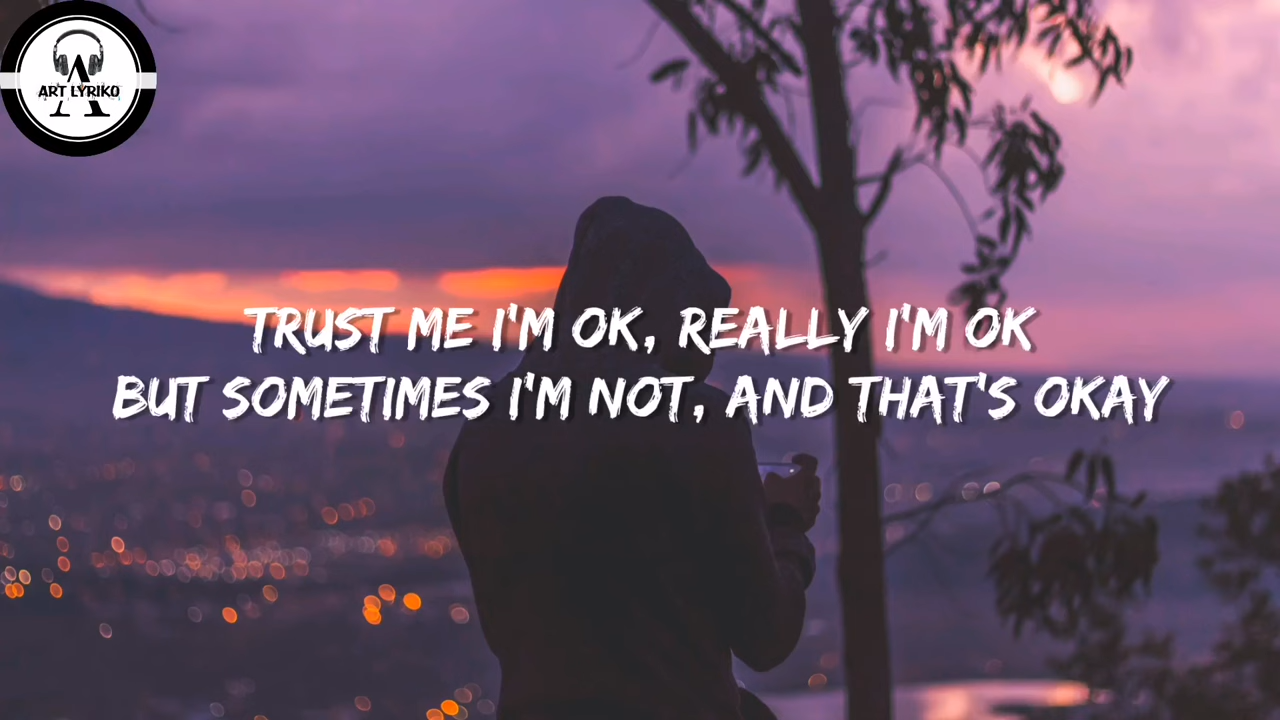 ART LYRIKO
TRUST ME I'M OK, REALLY I'M OK
BUT SOMETIMES I'M NOT, AND THAT'S OKAY